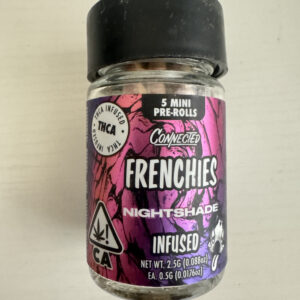 5 MINI
PRE-ROLLS
THCA INFUSED
THCA
CONNECTED
FRENCHIES
NIGHTSHADE
INFUSED
CA
NET WT. 2.5G (0.088oz)
EA. 0.5G (0.0176oz)